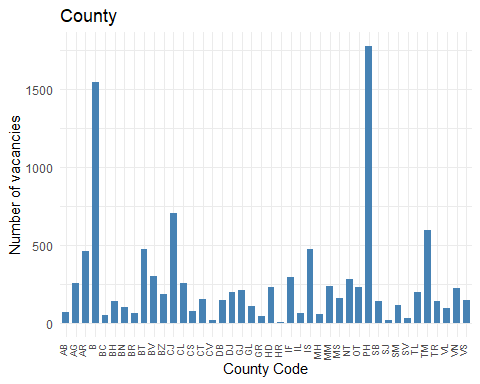 County
Number of vacancies
1500
1000
500
0
AB AG AR B BC BH BN BR BT BV BZ CJ CL CS CT CV DB DJ GJ GL GR HD HR IF IL IS MH MM MS NT OT PH SB SJ SM SV TL TM TR VL VN VS
County Code